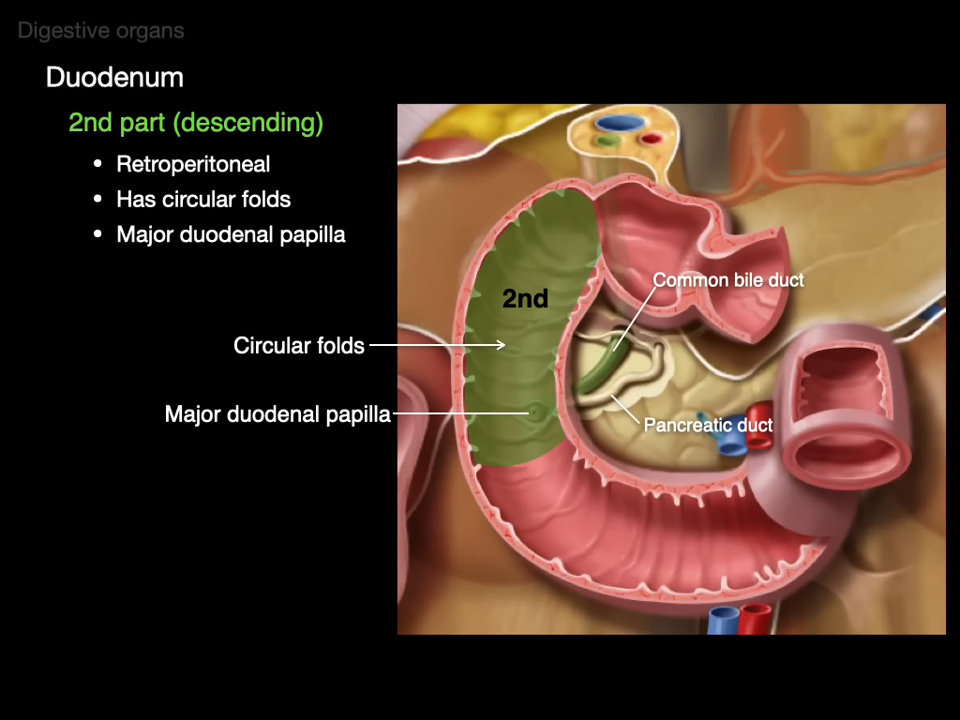 Digestive organs
Duodenum
2nd part (descending)
• Retroperitoneal
• Has circular folds
• Major duodenal papilla
2nd
Common bile duct
Circular folds
Major duodenal papilla
Pancreatic duct